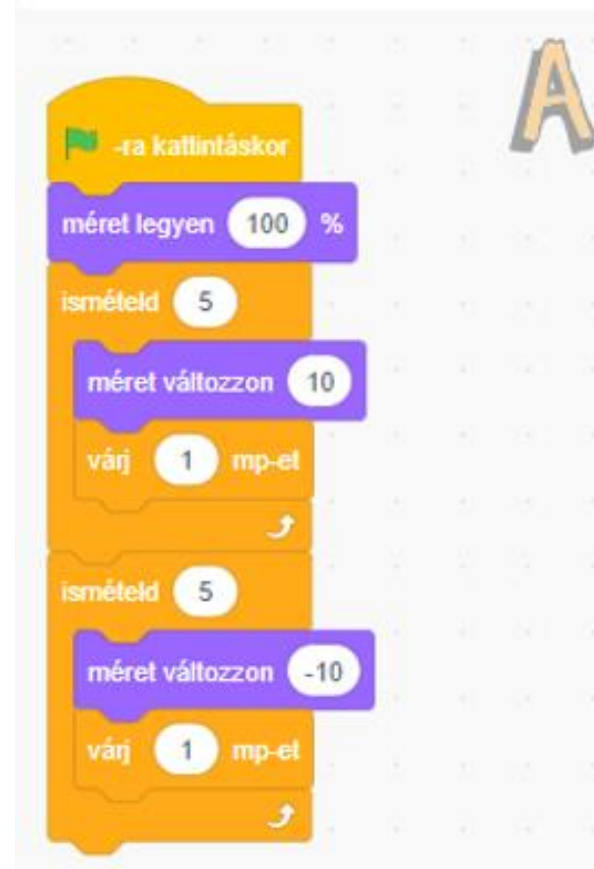 A
-ra kattintáskor
méret legyen 100 %
ismételd 5
méret változzon 10
várj 1 mp-et
ismételd 5
méret változzon -10
várj 1 mp-et